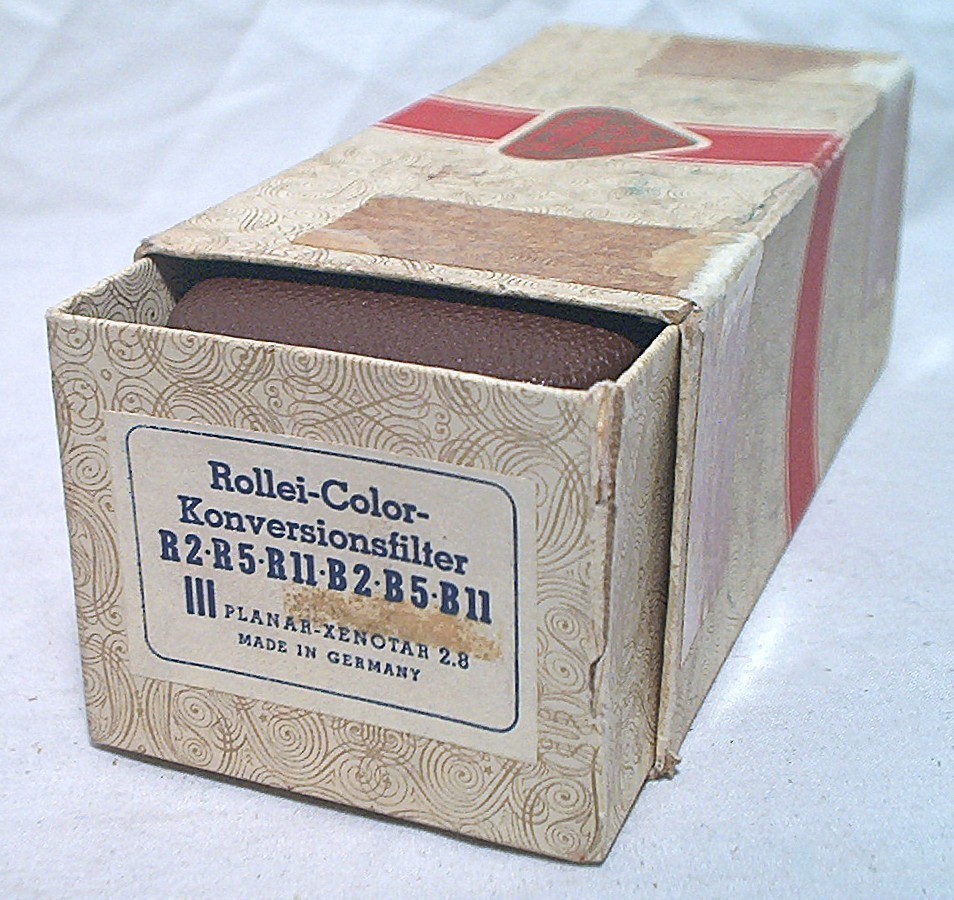 Rollei-Color-
Konversionsfilter
R2·R5·R11·B2·B5·B11
III PLANAR-XENOTAR 2.8
MADE IN GERMANY